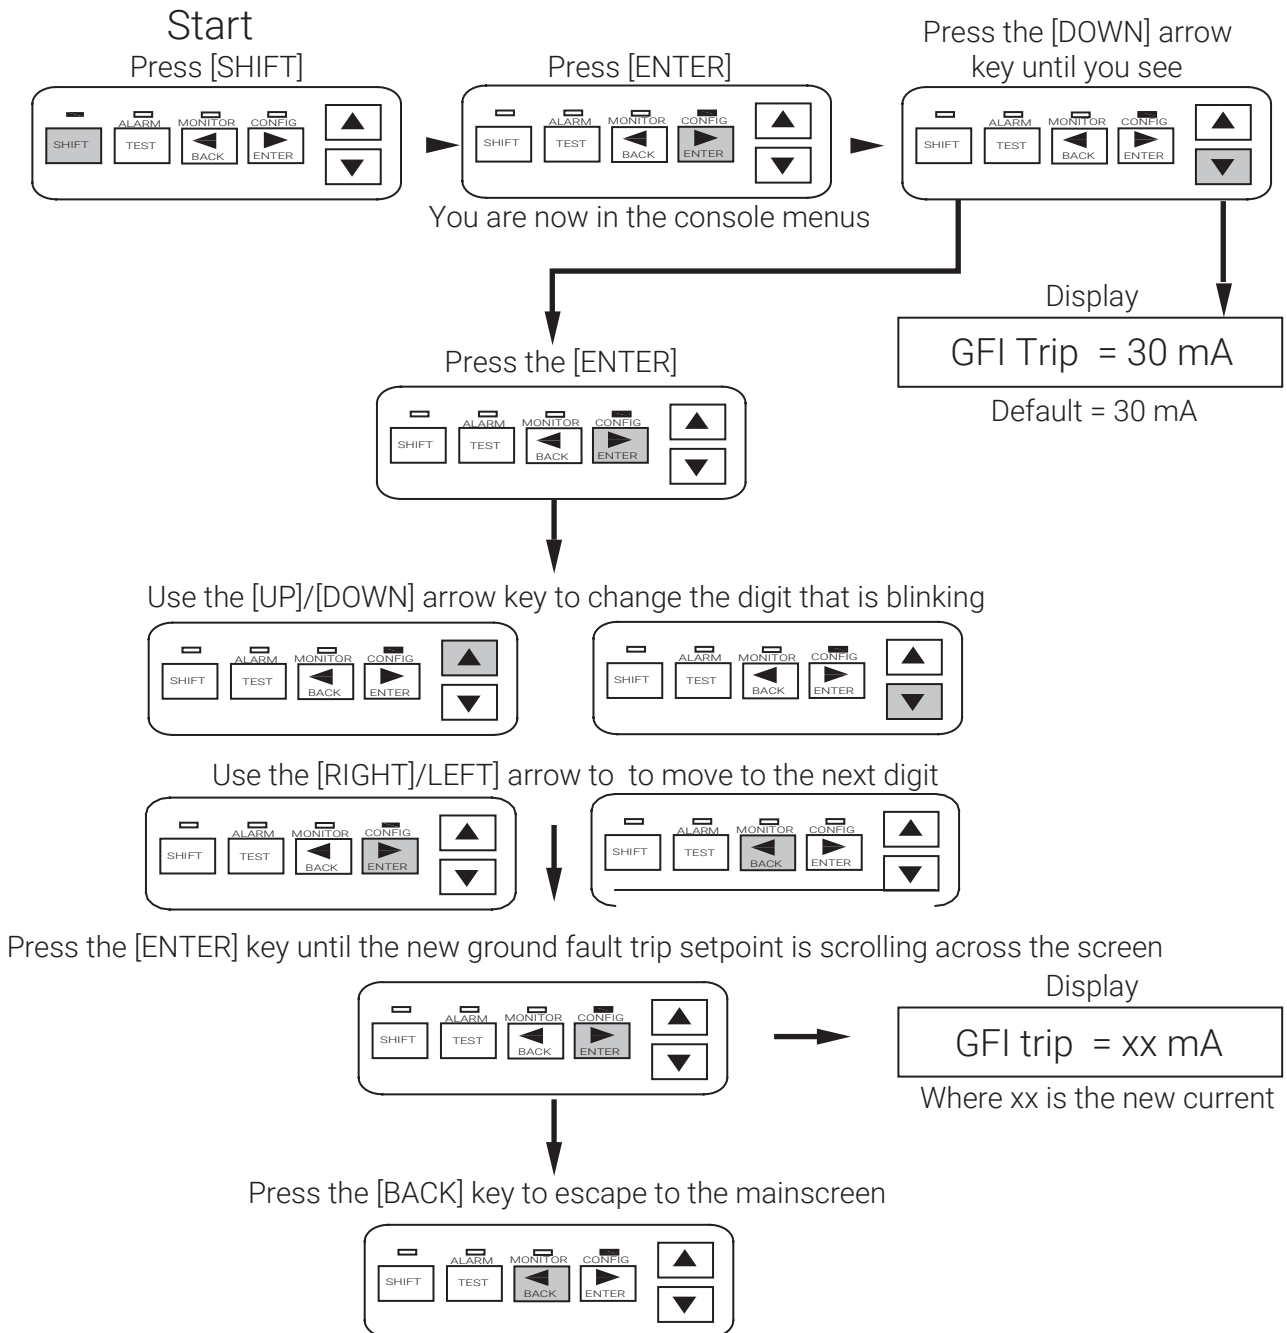 Start
Press [SHIFT]
SHIFT
ALARM
TEST
MONITOR
BACK
CONFIG
ENTER
Press [ENTER]
SHIFT
ALARM
TEST
MONITOR
BACK
CONFIG
ENTER
You are now in the console menus
Press the [DOWN] arrow
key until you see
SHIFT
ALARM
TEST
MONITOR
BACK
CONFIG
ENTER
Display
GFI Trip = 30 mA
Default = 30 mA
Press the [ENTER]
SHIFT
ALARM
TEST
MONITOR
BACK
CONFIG
ENTER
Use the [UP]/[DOWN] arrow key to change the digit that is blinking
SHIFT
ALARM
TEST
MONITOR
BACK
CONFIG
ENTER
SHIFT
ALARM
TEST
MONITOR
BACK
CONFIG
ENTER
Use the [RIGHT]/LEFT] arrow to to move to the next digit
SHIFT
ALARM
TEST
MONITOR
BACK
CONFIG
ENTER
SHIFT
ALARM
TEST
MONITOR
BACK
CONFIG
ENTER
Press the [ENTER] key until the new ground fault trip setpoint is scrolling across the screen
SHIFT
ALARM
TEST
MONITOR
BACK
CONFIG
ENTER
Display
GFI trip = xx mA
Where xx is the new current
Press the [BACK] key to escape to the mainscreen
SHIFT
ALARM
TEST
MONITOR
BACK
CONFIG
ENTER